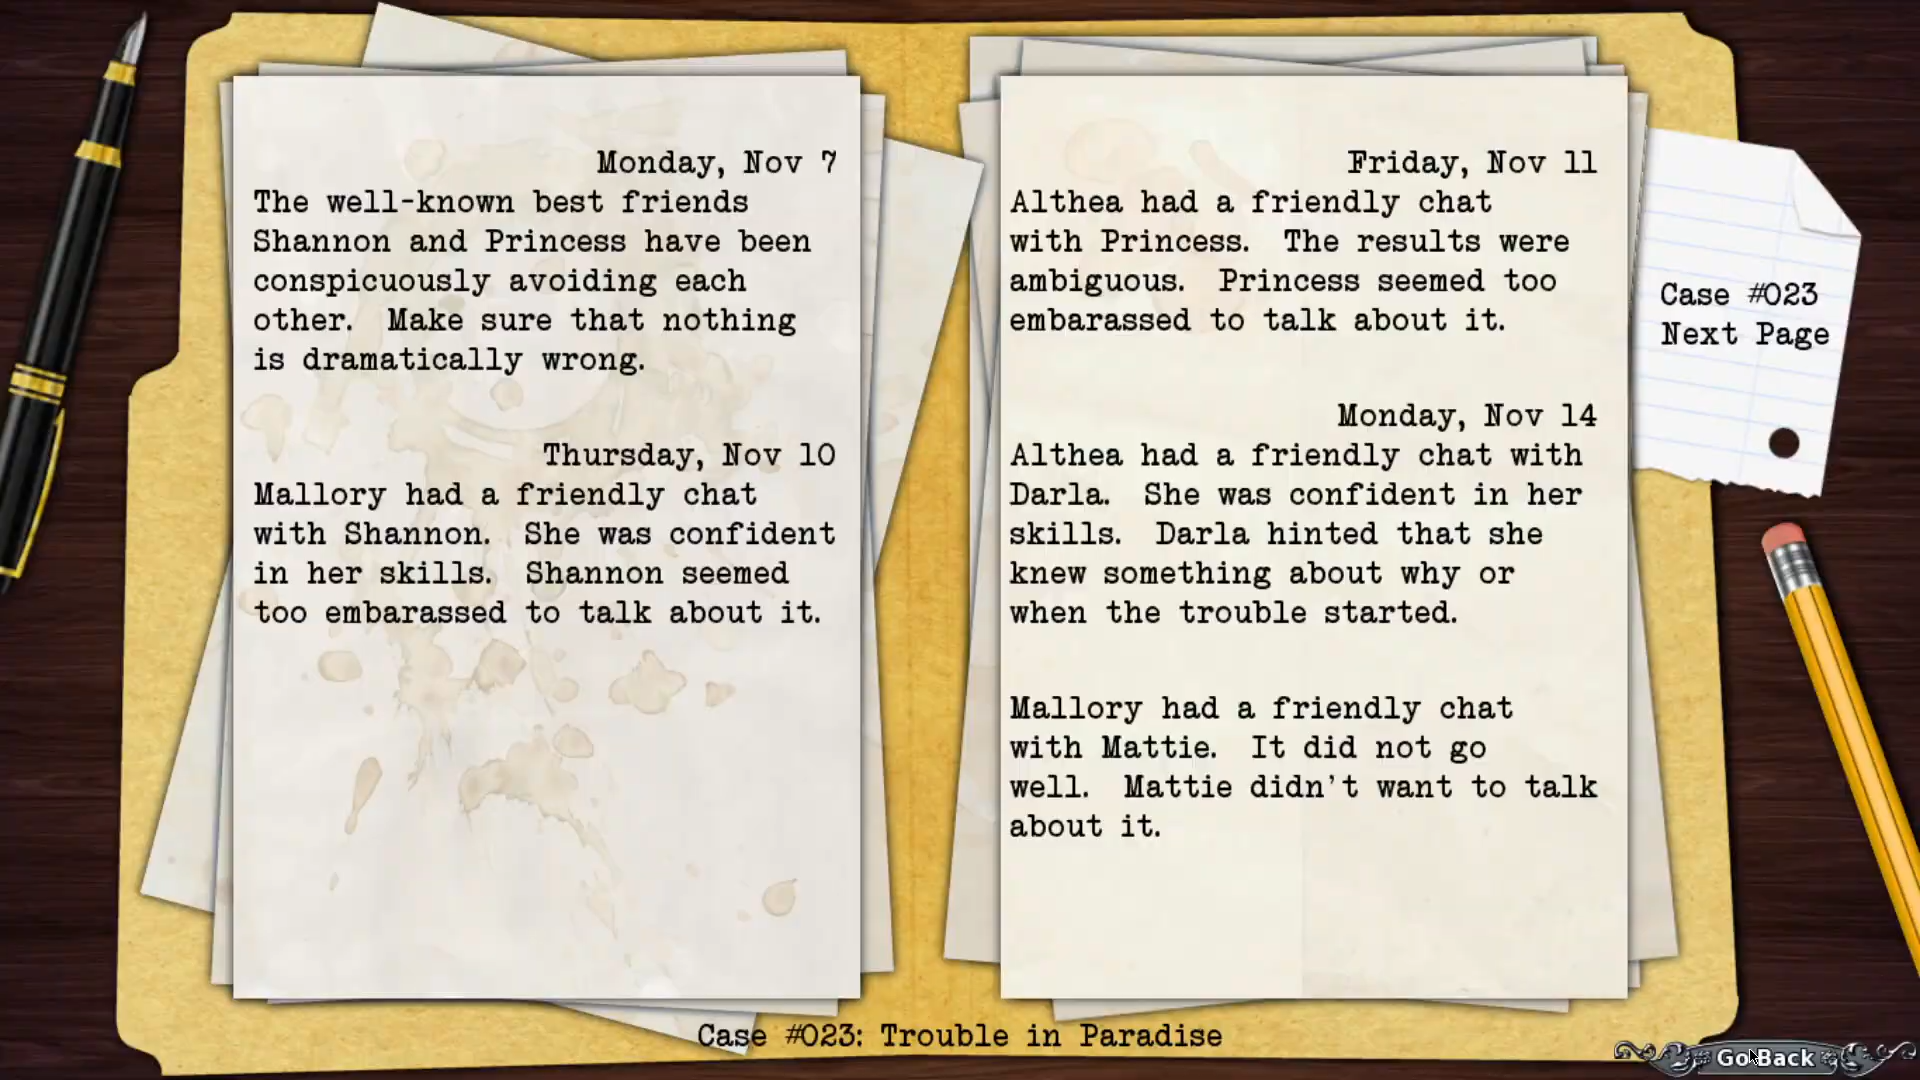 Monday, Nov 7
The well-known best friends
Shannon and Princess have been
conspicuously avoiding each
other.  Make sure that nothing
is dramatically wrong.
Thursday, Nov 10
Mallory had a friendly chat
with Shannon.  She was confident
in her skills.  Shannon seemed
too embarassed to talk about it.
Friday, Nov 11
Althea had a friendly chat
with Princess.  The results were
ambiguous.  Princess seemed too
embarassed to talk about it.
Monday, Nov 14
Althea had a friendly chat with
Darla.  She was confident in her
skills.  Darla hinted that she
knew something about why or
when the trouble started.
Mallory had a friendly chat
with Mattie.  It did not go
well.  Mattie didn't want to talk
about it.
Case #023
Next Page
Case #023: Trouble in Paradise
Go Back